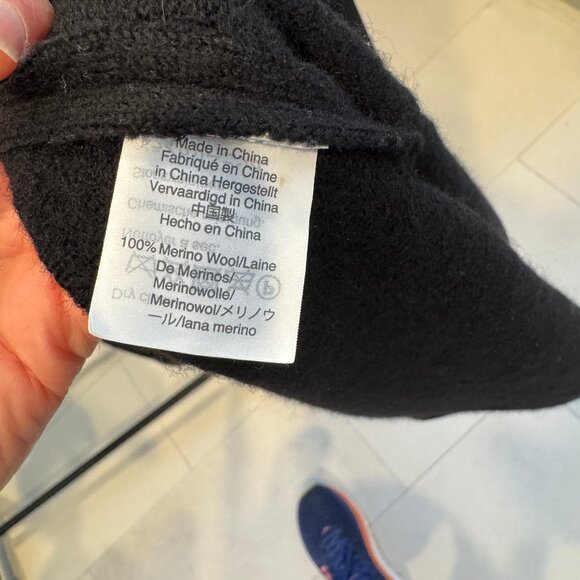 Made in China
Fabriqué en Chine
in China Hergestellt
Vervaardigd in China
中国製
Hecho en China
100% Merino Wool/Laine
De Merinos/
Merinowolle/
Merinowol/メリノウ
ール/lana merino